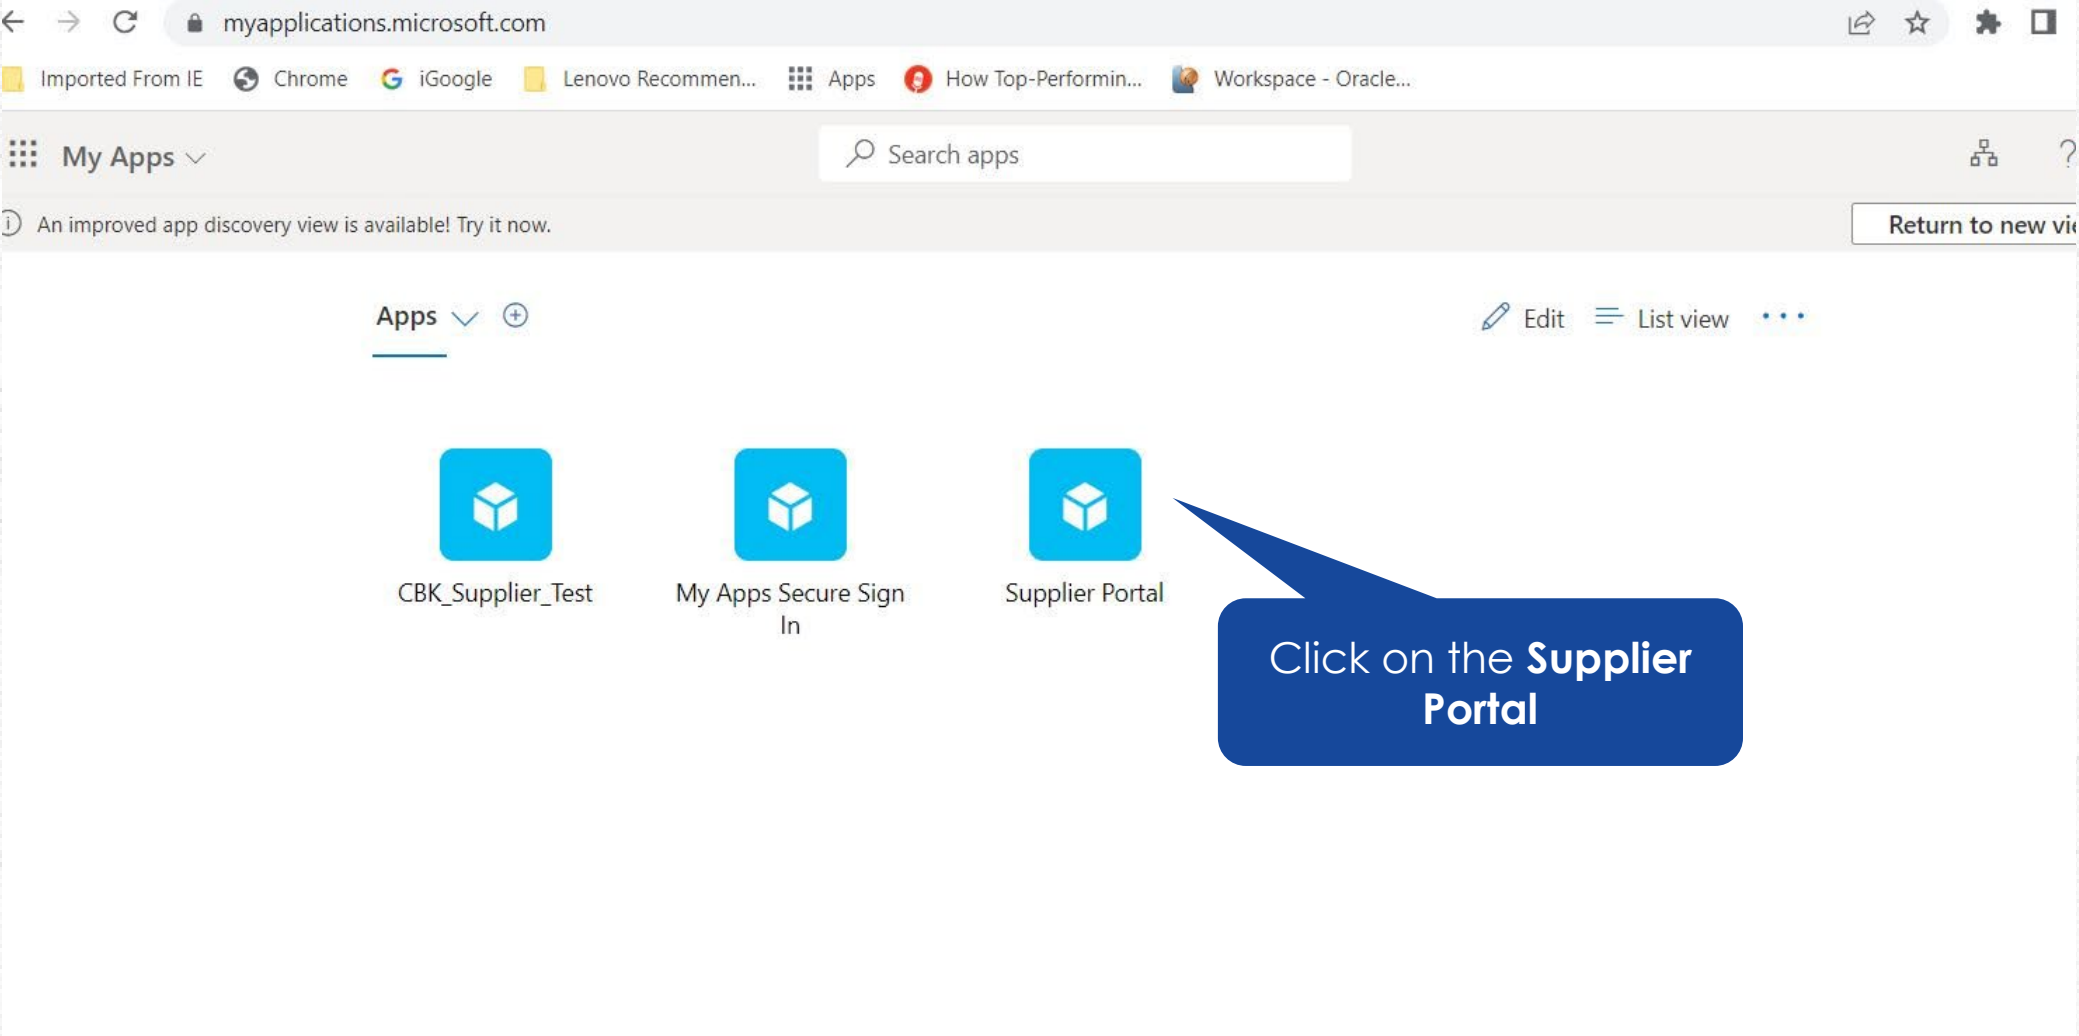 myapplications.microsoft.com
Imported From IE Chrome iGoogle Lenovo Recommen... Apps How Top-Performin... Workspace - Oracle...
My Apps Search apps ?
An improved app discovery view is available! Try it now. Return to new vie
Apps Edit List view
CBK_Supplier_Test My Apps Secure Sign Supplier Portal
In
Click on the Supplier
Portal